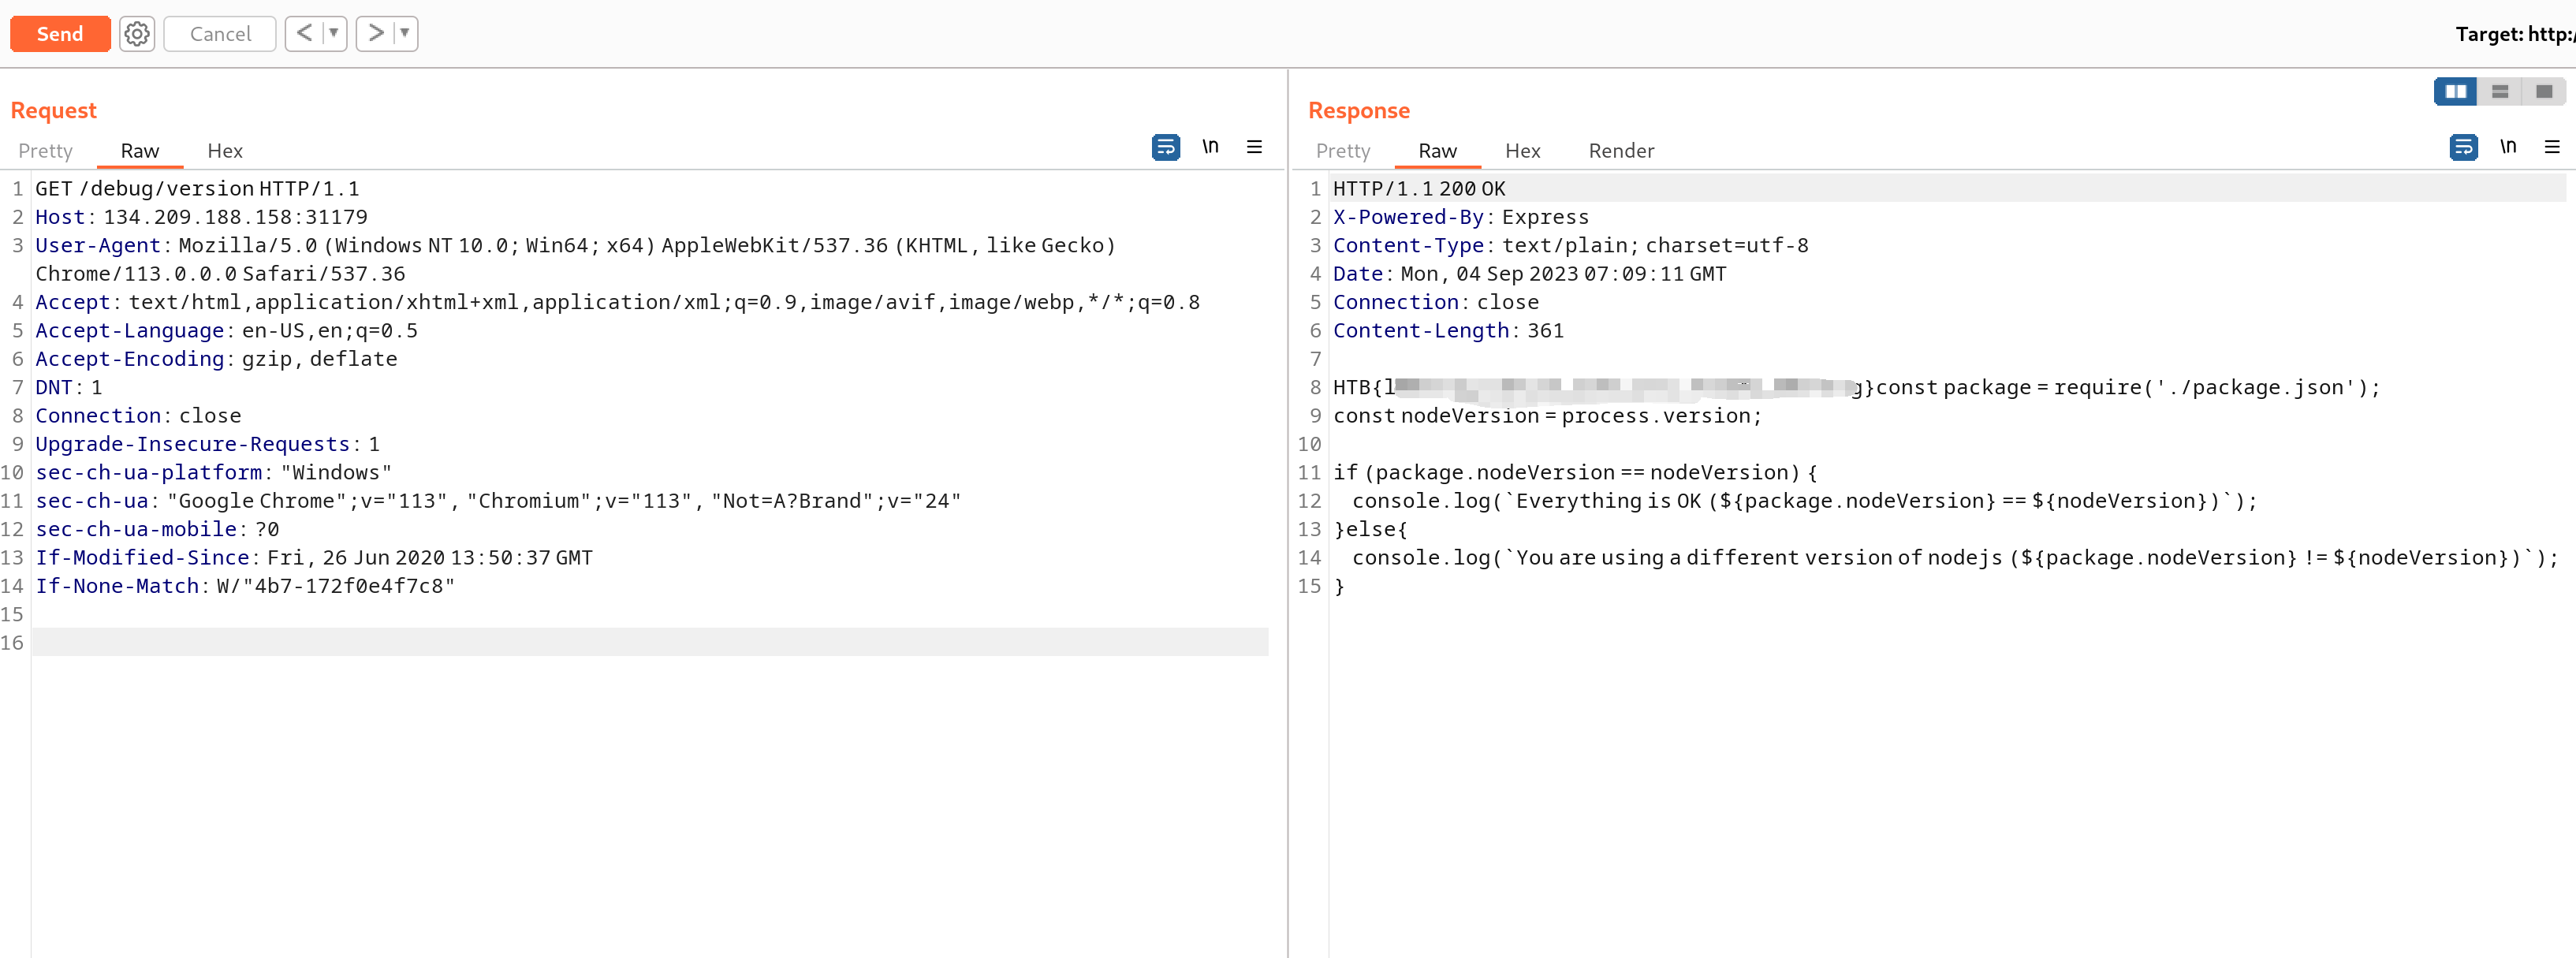 Send
Cancel
< ▼
> ▼
Target: http:/
Request
Pretty Raw Hex
\n
1 GET /debug/version HTTP/1.1
2 Host: 134.209.188.158:31179
3 User-Agent: Mozilla/5.0 (Windows NT 10.0; Win64; x64) AppleWebKit/537.36 (KHTML, like Gecko)
Chrome/113.0.0.0 Safari/537.36
4 Accept: text/html,application/xhtml+xml,application/xml;q=0.9,image/avif,image/webp,*/*;q=0.8
5 Accept-Language: en-US,en;q=0.5
6 Accept-Encoding: gzip, deflate
7 DNT: 1
8 Connection: close
9 Upgrade-Insecure-Requests: 1
10 sec-ch-ua-platform: "Windows"
11 sec-ch-ua: "Google Chrome";v="113", "Chromium";v="113", "Not=A?Brand";v="24"
12 sec-ch-ua-mobile: ?0
13 If-Modified-Since: Fri, 26 Jun 2020 13:50:37 GMT
14 If-None-Match: W/"4b7-172f0e4f7c8"
15
16
Response
Pretty Raw Hex Render
\n
1 HTTP/1.1 200 OK
2 X-Powered-By: Express
3 Content-Type: text/plain; charset=utf-8
4 Date: Mon, 04 Sep 2023 07:09:11 GMT
5 Connection: close
6 Content-Length: 361
7
8 HTB{l g}const package = require('./package.json');
9 const nodeVersion = process.version;
10
11 if (package.nodeVersion == nodeVersion) {
12 console.log(`Everything is OK (${package.nodeVersion} == ${nodeVersion})`);
13 }else{
14 console.log(`You are using a different version of nodejs (${package.nodeVersion} != ${nodeVersion})`);
15 }